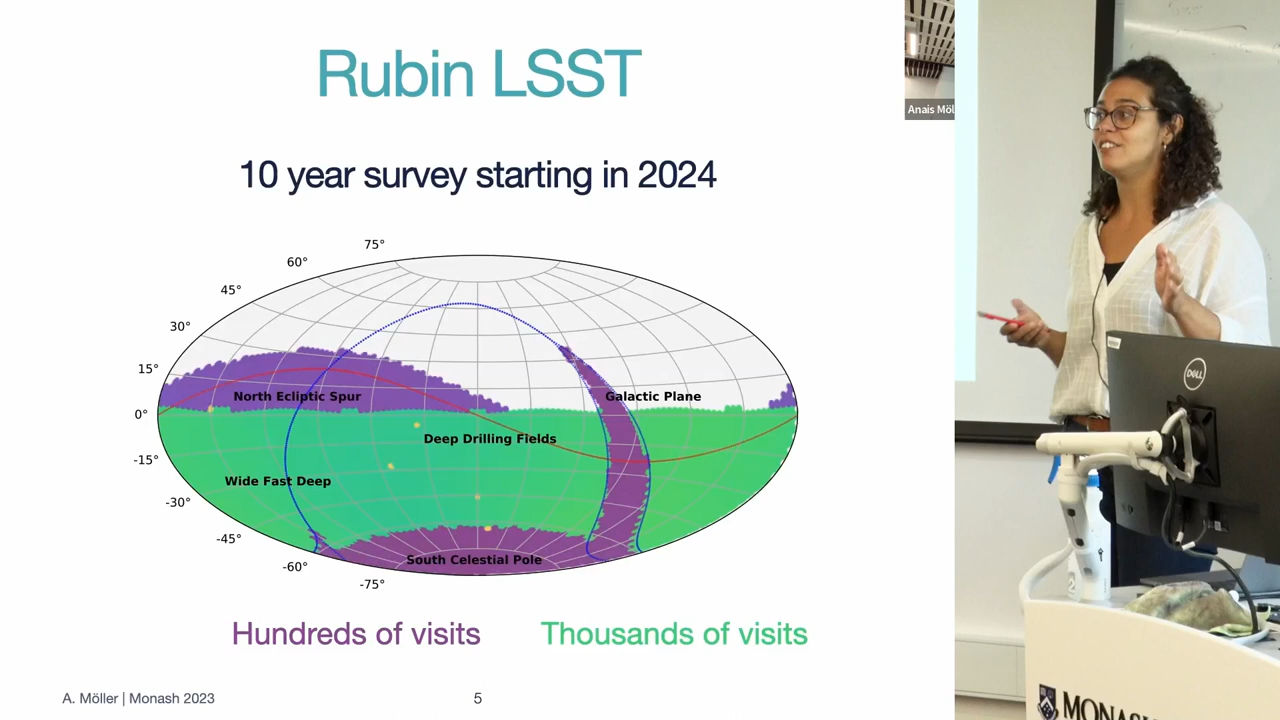 Rubin LSST
10 year survey starting in 2024
75°
60°
45°
30°
15°
0°
-15°
-30°
-45°
-60°
-75°
North Ecliptic Spur
Galactic Plane
Deep Drilling Fields
Wide Fast Deep
South Celestial Pole
Hundreds of visits
Thousands of visits
A. Möller | Monash 2023
5
Anais Möl
DELL
MONASH